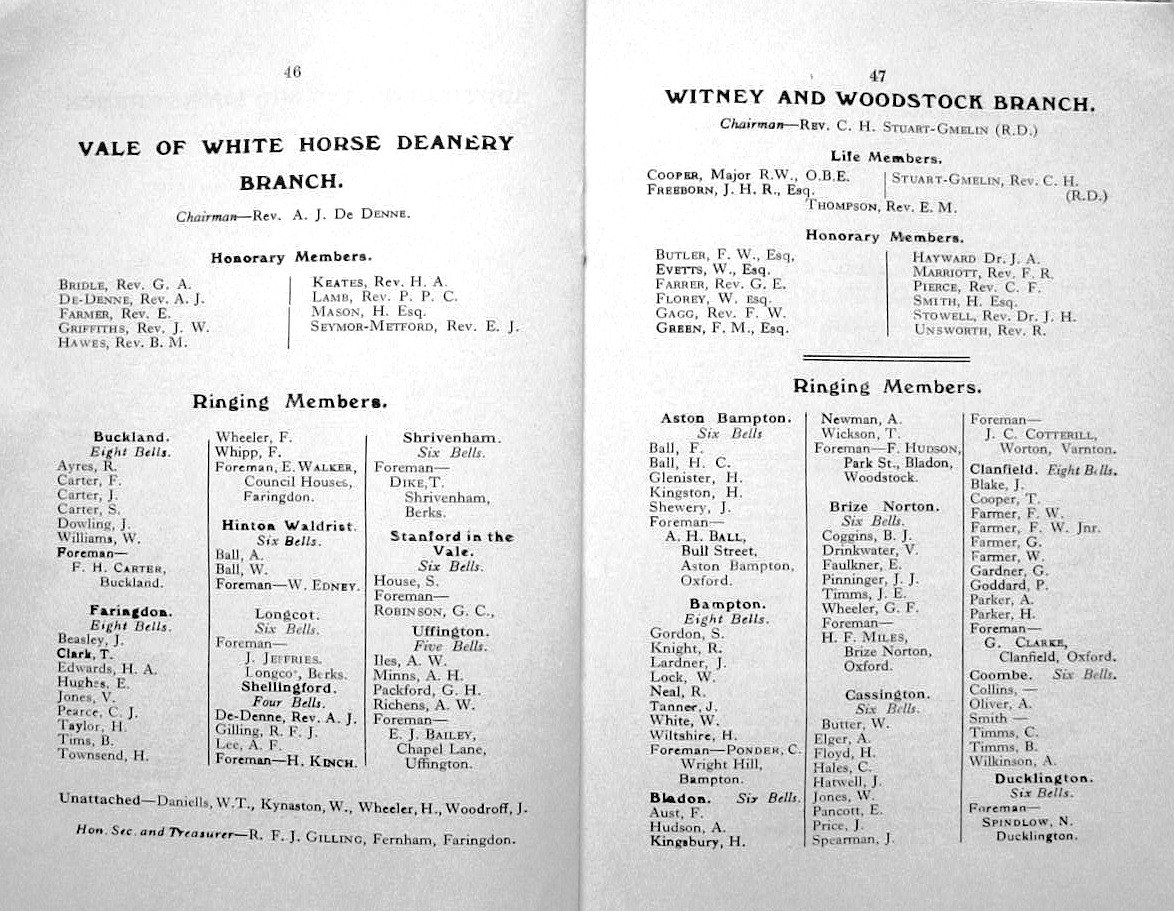 46
VALE OF WHITE HORSE DEANERY
BRANCH.
Chairman—Rev. A. J. De DENNE.
Honorary Members.
BRIDLE, Rev. G. A.
DE-DENNE, Rev. A. J.
FARMER, Rev. E.
GRIFFITHS, Rev. J. W.
HAWES, Rev. B. M.
KEATES, Rev. H. A.
LAMB, Rev. P. P. C.
MASON, H. Esq.
SEYMOR-METFORD, Rev. E. J.
Ringing Members.
Buckland.
Eight Bells.
Ayres, R.
Carter, F.
Carter, J.
Carter, S.
Dowling, J.
Williams, W.
Foreman—
F. H. CARTER,
Buckland.
Faringdon.
Eight Bells.
Beasley, J.
Clark, T.
Edwards, H. A.
Hughes, E.
Jones, V.
Pearce, C. J.
Taylor, H.
Tims, B.
Townsend, H.
Wheeler, F.
Whipp, F.
Foreman, E. WALKER,
Council Houses,
Faringdon.
Hinton Waldrist.
Six Bells.
Ball, A.
Ball, W.
Foreman—W. EDNEY.
Longcot.
Six Bells.
Foreman—
J. JEFFRIES.
Longcot, Berks.
Shellingford.
Four Bells.
De-Denne, Rev. A. J.
Gilling, R. F. J.
Lee, A. F.
Foreman—H. KINCH.
Shrivenham.
Six Bells.
Foreman—
DIKE,T.
Shrivenham,
Berks.
Stanford in the
Vale.
Six Bells.
House, S.
Foreman—
ROBINSON, G. C.,
Uffington.
Five Bells.
Iles, A. W.
Minns, A. H.
Packford, G. H.
Richens, A. W.
Foreman—
E. J. BAILEY,
Chapel Lane,
Uffington.
Unattached—Daniells, W.T., Kynaston, W., Wheeler, H., Woodroff, J.
Hon. Sec. and Treasurer—R. F. J. GILLING, Fernham, Faringdon.
47
WITNEY AND WOODSTOCK BRANCH.
Chairman—REV. C. H. STUART-GMELIN (R.D.)
Life Members.
COOPER, Major R.W., O.B.E.
FREEBORN, J. H. R., Esq.
STUART-GMELIN, Rev. C. H.
(R.D.)
THOMPSON, Rev. E. M.
Honorary Members.
BUTLER, F. W., Esq,
EVETTS, W., Esq.
FARRER, Rev. G. E.
FLOREY, W. Esq.
GAGG, Rev. F. W.
GREEN, F. M., Esq.
HAYWARD Dr. J. A.
MARRIOTT, Rev. F. R.
PIERCE, Rev. C. F.
SMITH, H. Esq.
STOWELL, Rev. Dr. J. H.
UNSWORTH, Rev. R.
Ringing Members.
Aston Bampton.
Six Bells
Ball, F.
Ball, H. C.
Glenister, H.
Kingston, H.
Shewery, J.
Foreman—
A. H. BALL,
Bull Street,
Aston Bampton,
Oxford.
Bampton.
Eight Bells.
Gordon, S.
Knight, R.
Lardner, J.
Lock, W.
Neal, R.
Tanner, J.
White, W.
Wiltshire, H.
Foreman—PONDER, C.
Wright Hill,
Bampton.
Bladon. Six Bells.
Aust, F.
Hudson, A.
Kingsbury, H.
Newman, A.
Wickson, T.
Foreman—F. HUDSON,
Park St., Bladon,
Woodstock.
Brize Norton.
Six Bells.
Coggins, B. J.
Drinkwater, V.
Faulkner, E.
Pinninger, J. J.
Timms, J. E.
Wheeler, G. F.
Foreman—
H. F. MILES,
Brize Norton,
Oxford.
Cassington.
Six Bells.
Butter, W.
Elger, A.
Floyd, H.
Hales, C.
Hatwell, J.
Jones, W.
Pancott, E.
Price, J.
Spearman, J.
Foreman—
J. C. COTTERILL,
Worton, Varnton.
Clanfield. Eight Bells.
Blake, J.
Cooper, T.
Farmer, F. W.
Farmer, F. W. Jnr.
Farmer, G.
Farmer, W.
Gardner, G.
Goddard, P.
Parker, A.
Parker, H.
Foreman—
G. CLARKE,
Clanfield, Oxford.
Coombe. Six Bells.
Collins, —
Oliver, A.
Smith —
Timms, C.
Timms, B.
Wilkinson, A.
Ducklington.
Six Bells.
Foreman—
SPINDLOW, N.
Ducklington.